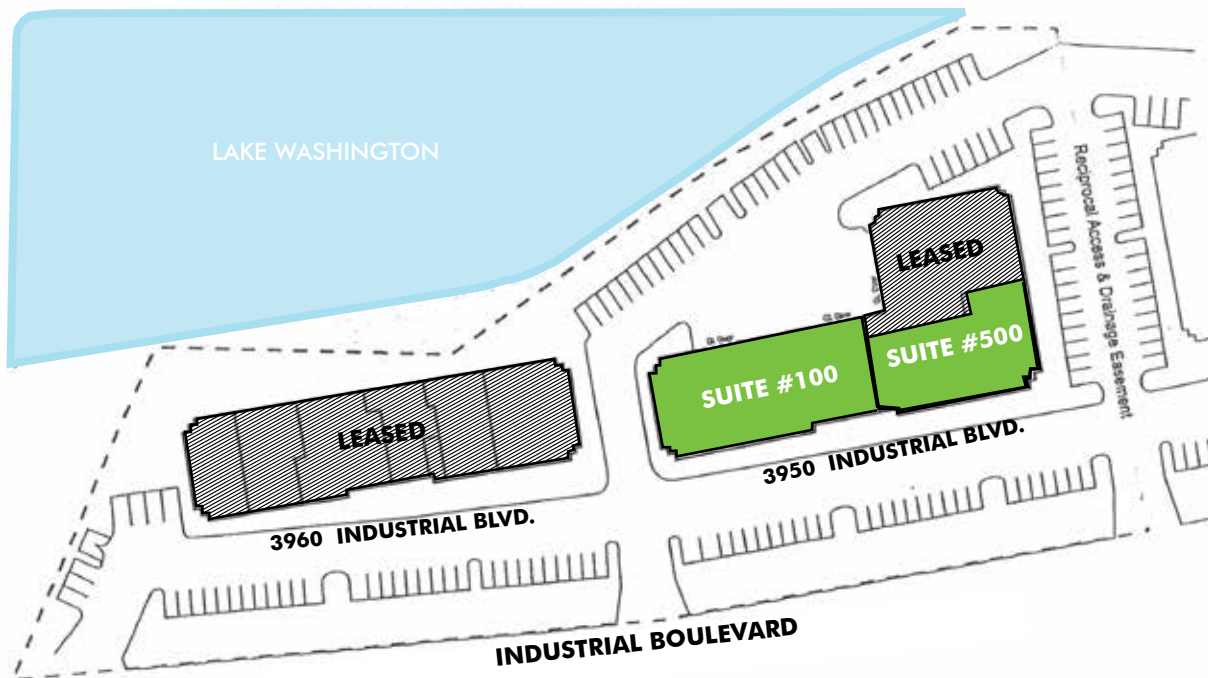 LAKE WASHINGTON
Reciprocal Access & Drainage Easement
LEASED
SUITE #500
SUITE #100
LEASED
3950 INDUSTRIAL BLVD.
3960 INDUSTRIAL BLVD.
INDUSTRIAL BOULEVARD